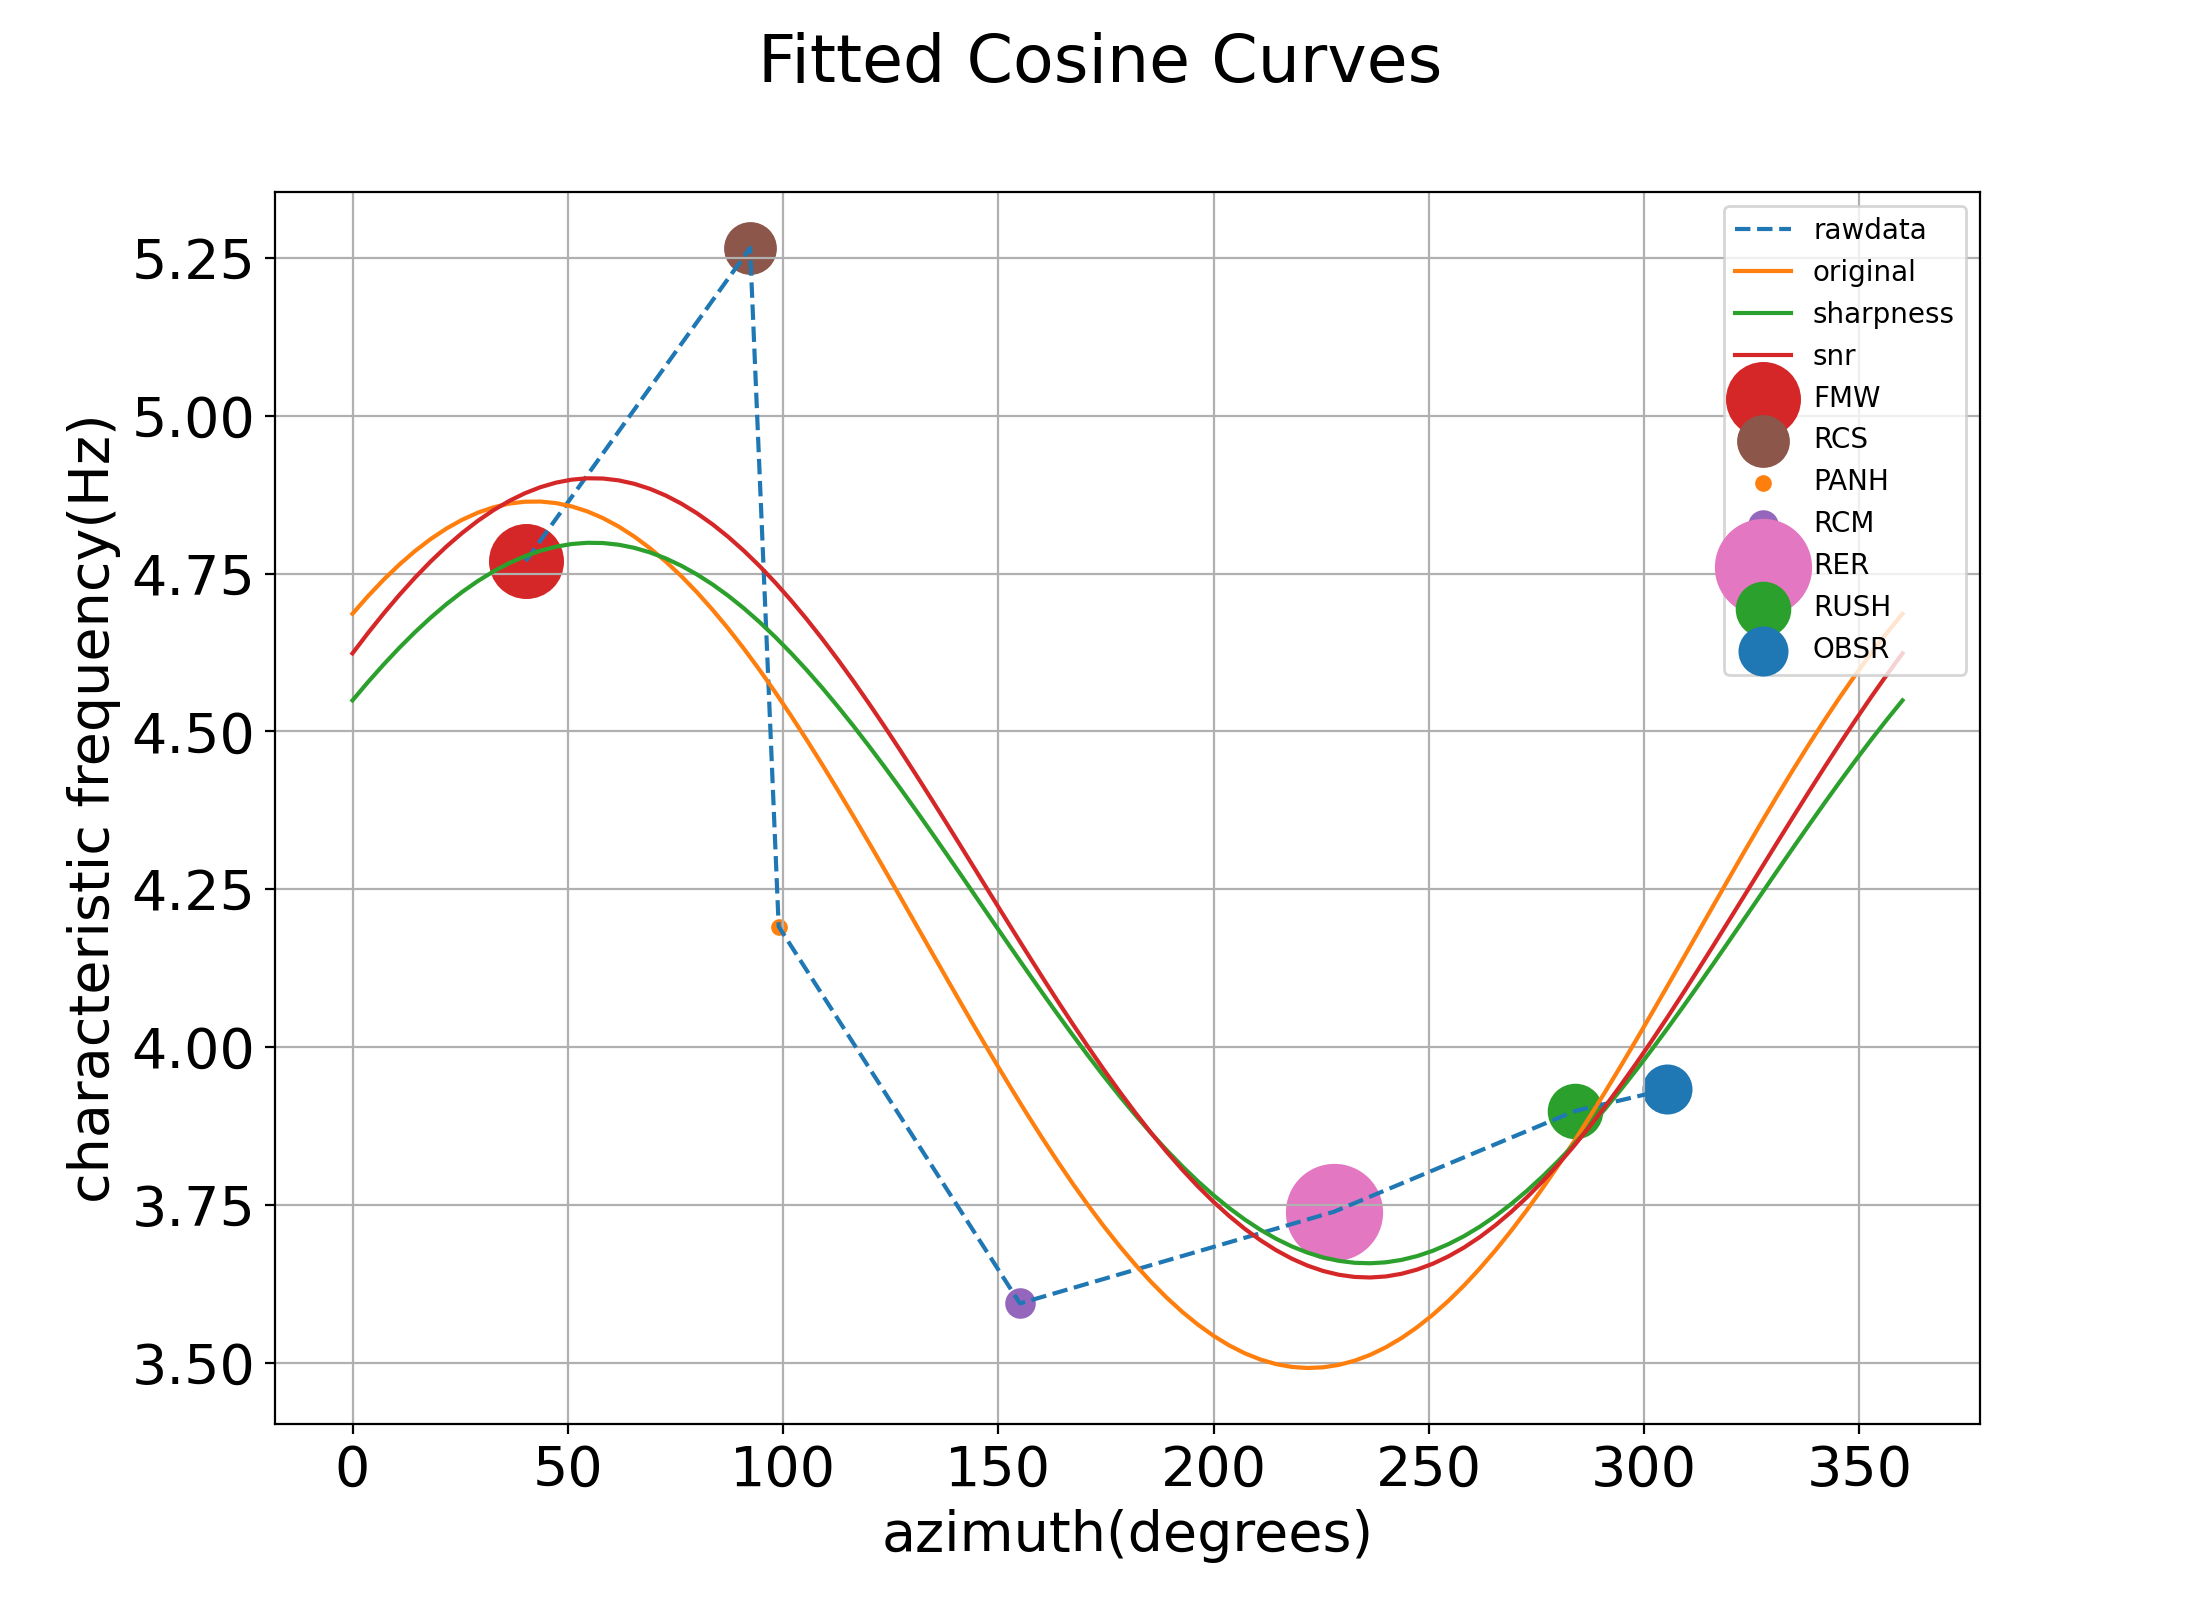 Fitted Cosine Curves
characteristic frequency(Hz)
5.25
5.00
4.75
4.50
4.25
4.00
3.75
3.50
rawdata
original
sharpness
snr
FMW
RCS
PANH
RCM
RER
RUSH
OBSR
0 50 100 150 200 250 300 350
azimuth(degrees)